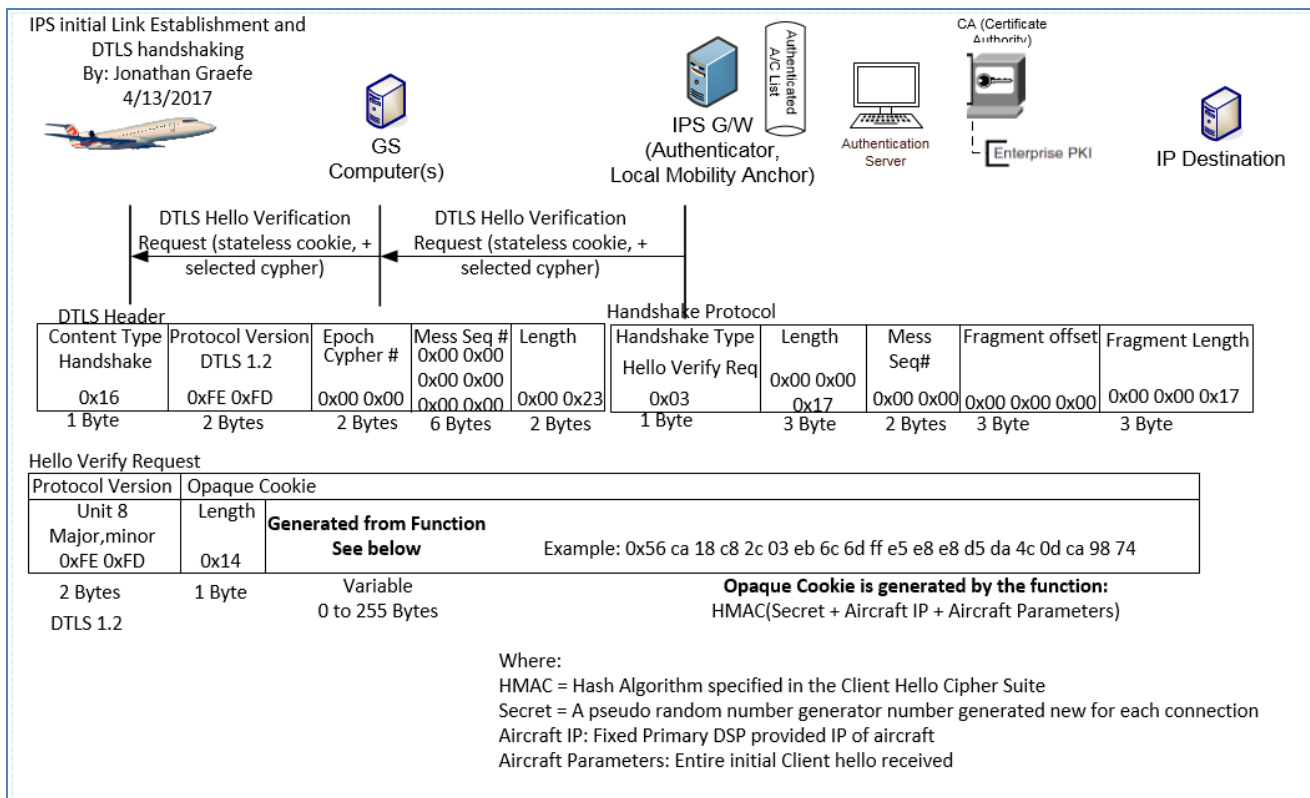 IPS initial Link Establishment and
DTLS handshaking
By: Jonathan Graefe
4/13/2017
GS
Computer(s)
IPS G/W
(Authenticator,
Local Mobility Anchor)
Authenticated
A/C List
Authentication
Server
CA (Certificate
Authority)
Enterprise PKI
IP Destination
DTLS Hello Verification
Request (stateless cookie, +
selected cypher)
DTLS Hello Verification
Request (stateless cookie, +
selected cypher)
DTLS Header
Content Type
Handshake
0x16
1 Byte
Protocol Version
DTLS 1.2
0xFE 0xFD
2 Bytes
Epoch
Cypher #
0x00 0x00
2 Bytes
Mess Seq #
0x00 0x00
0x00 0x00
0x00 0x00
6 Bytes
Length
0x00 0x23
2 Bytes
Handshake Protocol
Handshake Type
Hello Verify Req
0x03
1 Byte
Length
0x00 0x00
0x17
3 Byte
Mess
Seq#
0x00 0x00
2 Bytes
Fragment offset
0x00 0x00 0x00
3 Byte
Fragment Length
0x00 0x00 0x17
3 Byte
Hello Verify Request
Protocol Version
Unit 8
Major,minor
0xFE 0xFD
2 Bytes
DTLS 1.2
Opaque Cookie
Length
0x14
1 Byte
Generated from Function
See below
Variable
0 to 255 Bytes
Example: 0x56 ca 18 c8 2c 03 eb 6c 6d ff e5 e8 e8 d5 da 4c 0d ca 98 74
Opaque Cookie is generated by the function:
HMAC(Secret + Aircraft IP + Aircraft Parameters)
Where:
HMAC = Hash Algorithm specified in the Client Hello Cipher Suite
Secret = A pseudo random number generator number generated new for each connection
Aircraft IP: Fixed Primary DSP provided IP of aircraft
Aircraft Parameters: Entire initial Client hello received